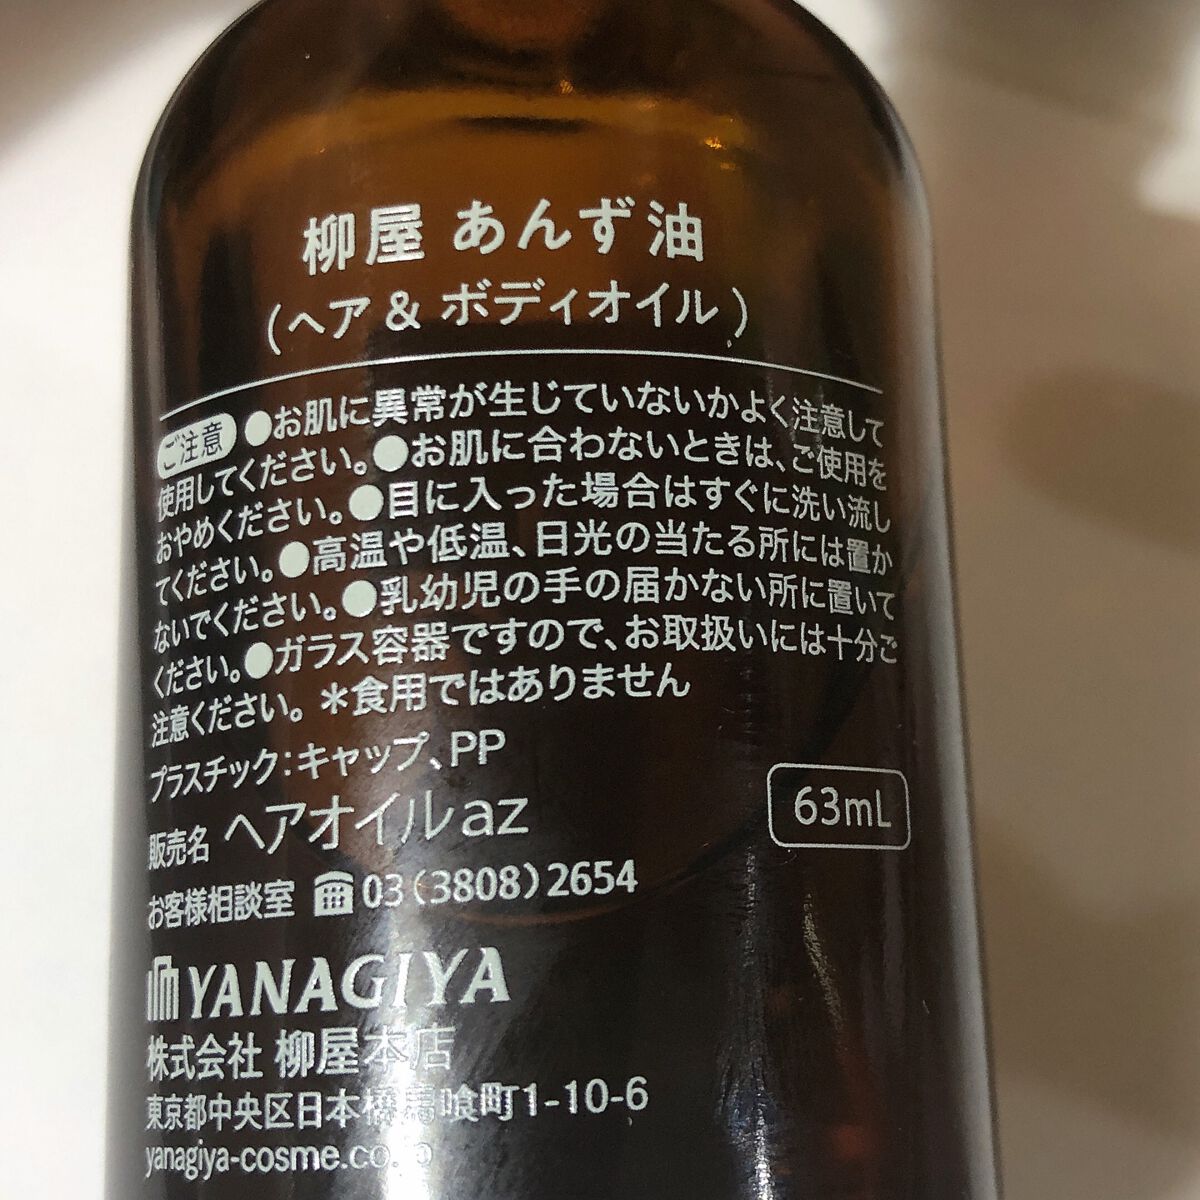 柳屋 あんず油
(ヘア & ボディオイル)
ご注意 ●お肌に異常が生じていないかよく注意して
使用してください。●お肌に合わないときは、ご使用を
おやめください。●目に入った場合はすぐに洗い流し
てください。●高温や低温、日光の当たる所には置か
ないでください。●乳幼児の手の届かない所に置いて
ください。●ガラス容器ですので、お取扱いには十分ご
注意ください。＊食用ではありません
プラスチック:キャップ、PP
販売名 ヘアオイルaz
63mL
お客様相談室 ☎03(3808)2654
YANAGIYA
株式会社 柳屋本店
東京都中央区日本橋馬喰町1-10-6
yanagiya-cosme.co.jp